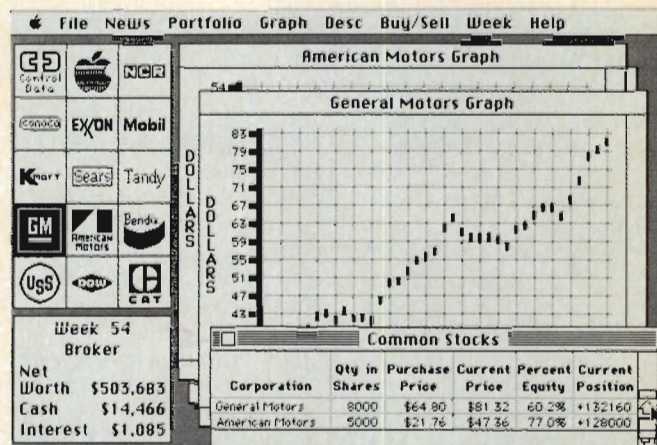 File News Portfolio Graph Desc Buy/Sell Week Help
Control Data
NCR
conoco EXXON Mobil
Kmart Sears Tandy
GM American Motors Bendix
USS DOW CAT
Week 54
Broker
Net
Worth $503,683
Cash $14,466
Interest $1,085
American Motors Graph
54
DOLLARS
General Motors Graph
DOLLARS
83
79
75
71
67
63
59
55
51
47
43
Common Stocks
Corporation Qty in Shares Purchase Price Current Price Percent Equity Current Position
General Motors 8000 $64.80 $81.32 60.2% +132160
American Motors 5000 $21.76 $47.36 77.0% +128000